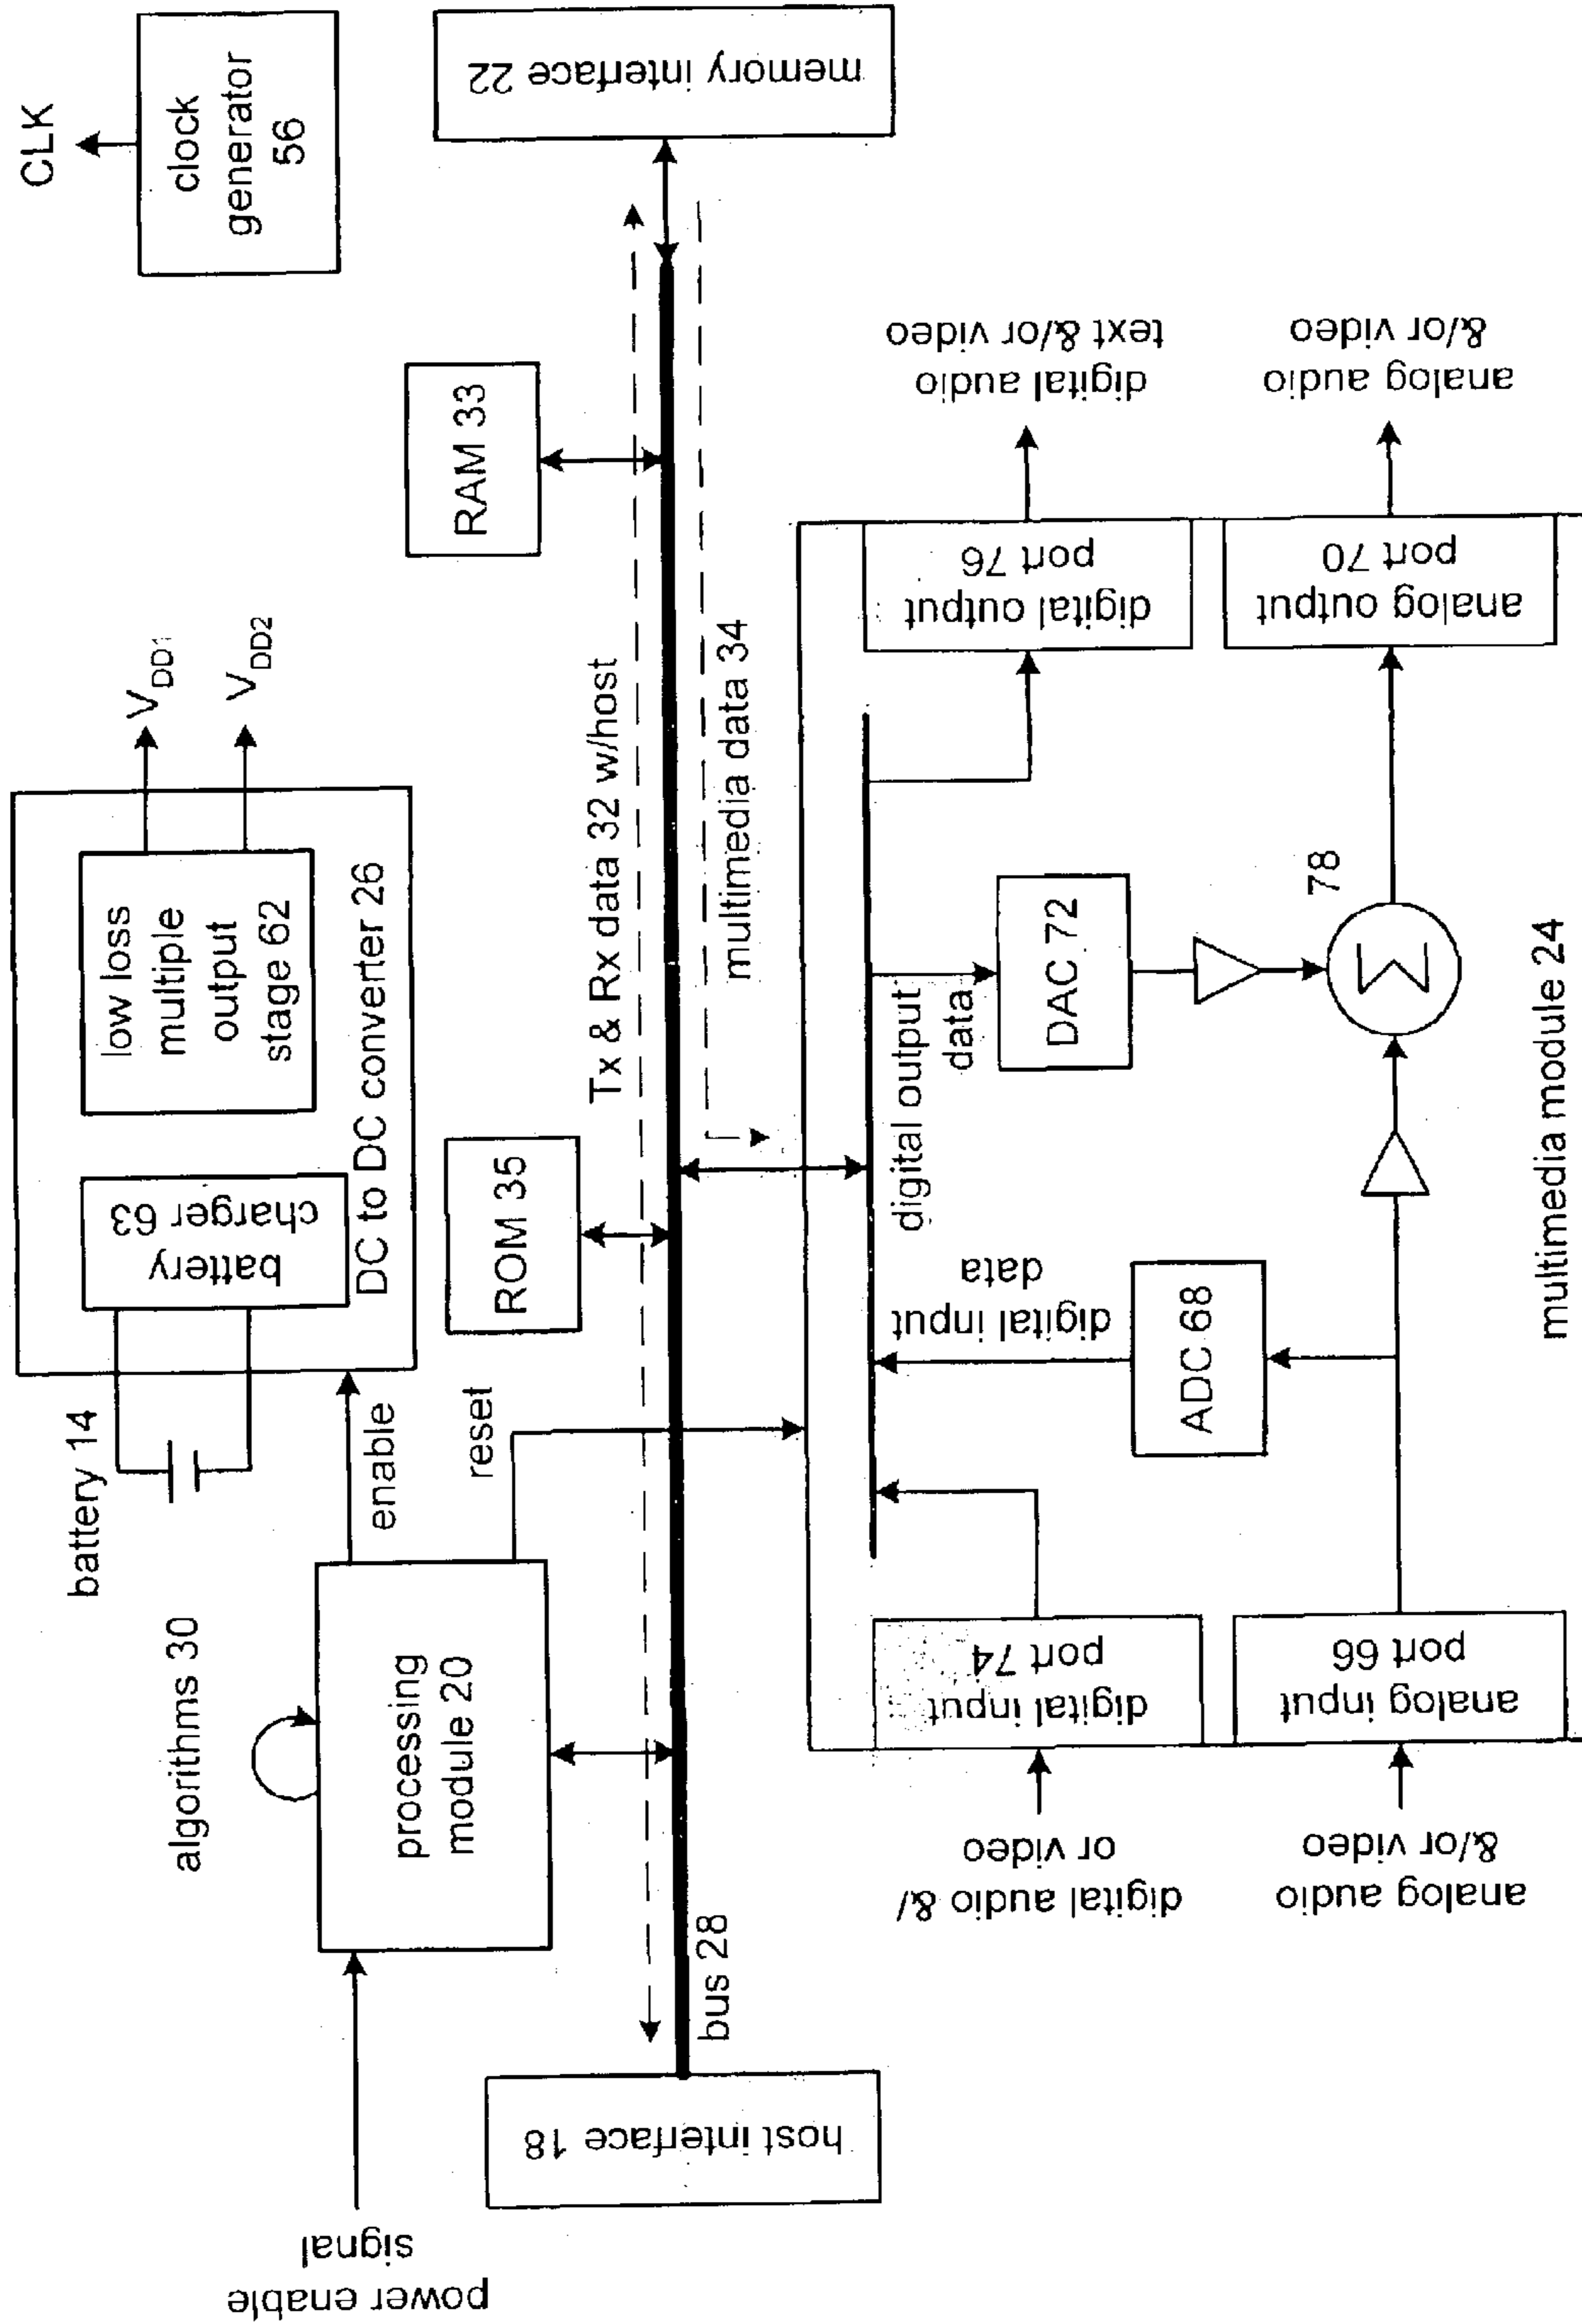 CLK
clock
generator
56
memory interface 22
V_DD1
V_DD2
low loss
multiple
output
stage 62
battery
charger 63
DC to DC converter 26
battery 14
enable
reset
algorithms 30
processing
module 20
power enable
signal
RAM 33
ROM 35
Tx & Rx data 32 w/host
multimedia data 34
bus 28
host interface 18
digital audio &/
or video
analog audio
&/or video
digital input
port 74
analog input
port 66
digital input
data
ADC 68
digital output
data
DAC 72
78
Σ
digital output
port 76
analog output
port 70
digital audio
text &/or video
analog audio
&/or video
multimedia module 24